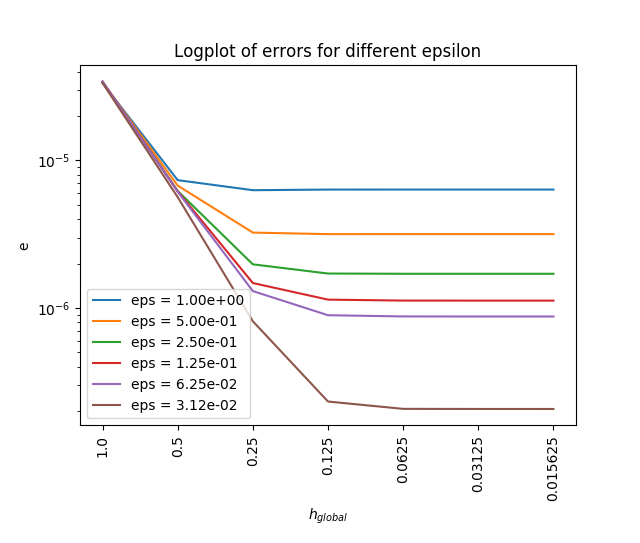 Logplot of errors for different epsilon
e
10⁻⁵
10⁻⁶
eps = 1.00e+00
eps = 5.00e-01
eps = 2.50e-01
eps = 1.25e-01
eps = 6.25e-02
eps = 3.12e-02
1.0
0.5
0.25
0.125
0.0625
0.03125
0.015625
h_global